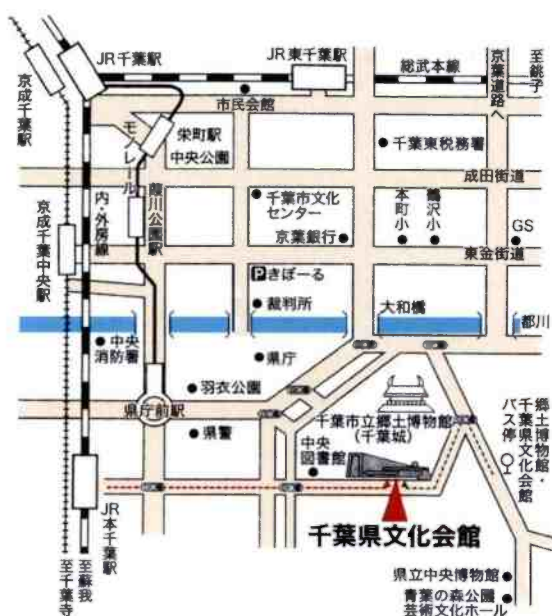 JR千葉駅
JR東千葉駅
総武本線
京葉道路へ
至銚子
京成千葉駅
市民会館
栄町駅
中央公園
モノレール
千葉東税務署
成田街道
葭川公園駅
内・外房線
千葉市文化
センター
本町小
鶴沢小
京葉銀行
GS
東金街道
京成千葉中央駅
Pきぼーる
裁判所
大和橋
都川
中央
消防署
県庁
羽衣公園
県庁前駅
千葉市立郷土博物館
(千葉城)
郷土博物館・
千葉県文化会館
バス停
県警
中央
図書館
JR本千葉駅
千葉県文化会館
至蘇我
至千葉寺
県立中央博物館
青葉の森公園
芸術文化ホール